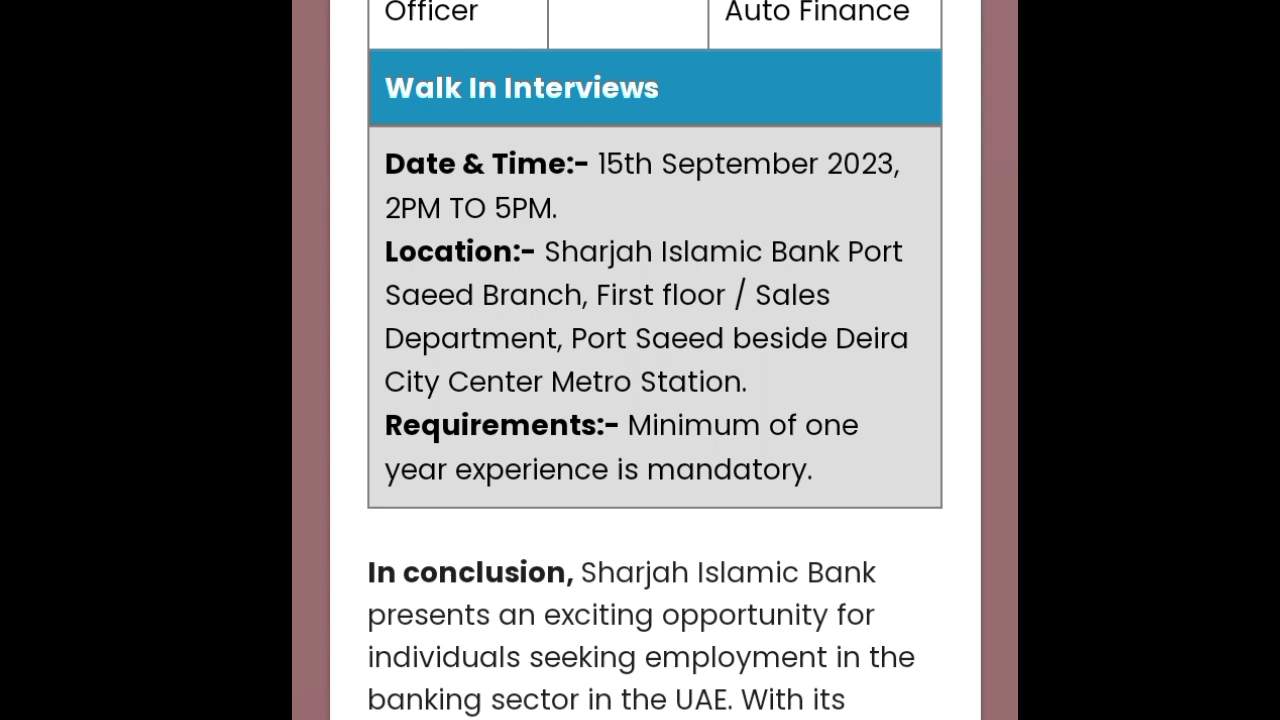 Officer Auto Finance
Walk In Interviews
Date & Time:- 15th September 2023,
2PM TO 5PM.
Location:- Sharjah Islamic Bank Port
Saeed Branch, First floor / Sales
Department, Port Saeed beside Deira
City Center Metro Station.
Requirements:- Minimum of one
year experience is mandatory.
In conclusion, Sharjah Islamic Bank
presents an exciting opportunity for
individuals seeking employment in the
banking sector in the UAE. With its